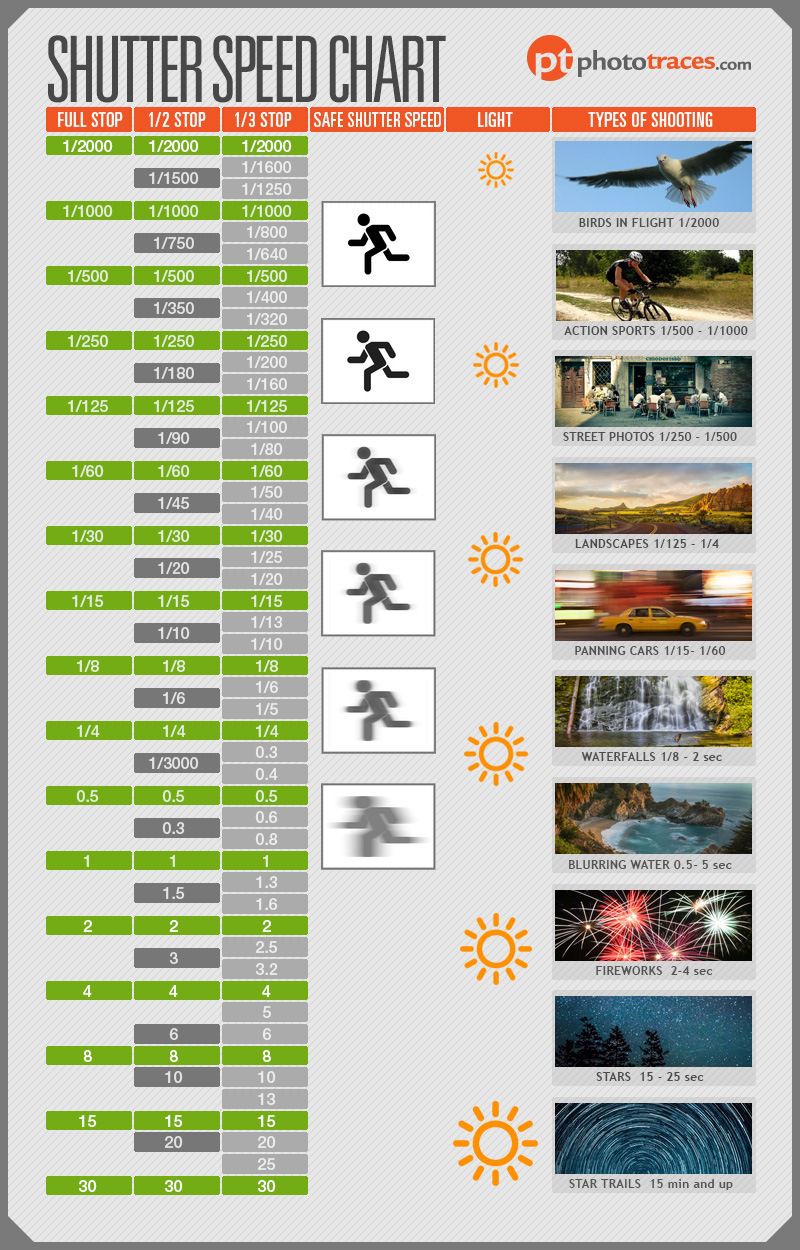 SHUTTER SPEED CHART
pt phototraces.com
FULL STOP 1/2 STOP 1/3 STOP SAFE SHUTTER SPEED LIGHT TYPES OF SHOOTING
1/2000 1/2000 1/2000
1/1600
1/1500
1/1250
1/1000 1/1000 1/1000
1/800
1/750
1/640
1/500 1/500 1/500
1/400
1/350
1/320
1/250 1/250 1/250
1/200
1/180
1/160
1/125 1/125 1/125
1/100
1/90
1/80
1/60 1/60 1/60
1/50
1/45
1/40
1/30 1/30 1/30
1/25
1/20
1/20
1/15 1/15 1/15
1/13
1/10
1/10
1/8 1/8 1/8
1/6
1/6
1/5
1/4 1/4 1/4
0.3
1/3000
0.4
0.5 0.5 0.5
0.6
0.3
0.8
1 1 1
1.3
1.5
1.6
2 2 2
2.5
3
3.2
4 4 4
5
6 6
8 8 8
10 10
13
15 15 15
20 20
25
30 30 30
BIRDS IN FLIGHT 1/2000
ACTION SPORTS 1/500 - 1/1000
STREET PHOTOS 1/250 - 1/500
LANDSCAPES 1/125 - 1/4
PANNING CARS 1/15- 1/60
WATERFALLS 1/8 - 2 sec
BLURRING WATER 0.5- 5 sec
FIREWORKS 2-4 sec
STARS 15 - 25 sec
STAR TRAILS 15 min and up